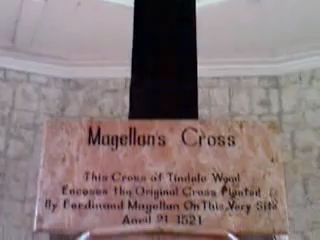 Magellan's Cross
This Cross of Tindalo Wood
Encases the Original Cross Planted
By Ferdinand Magellan On This Very Site
April 21, 1521